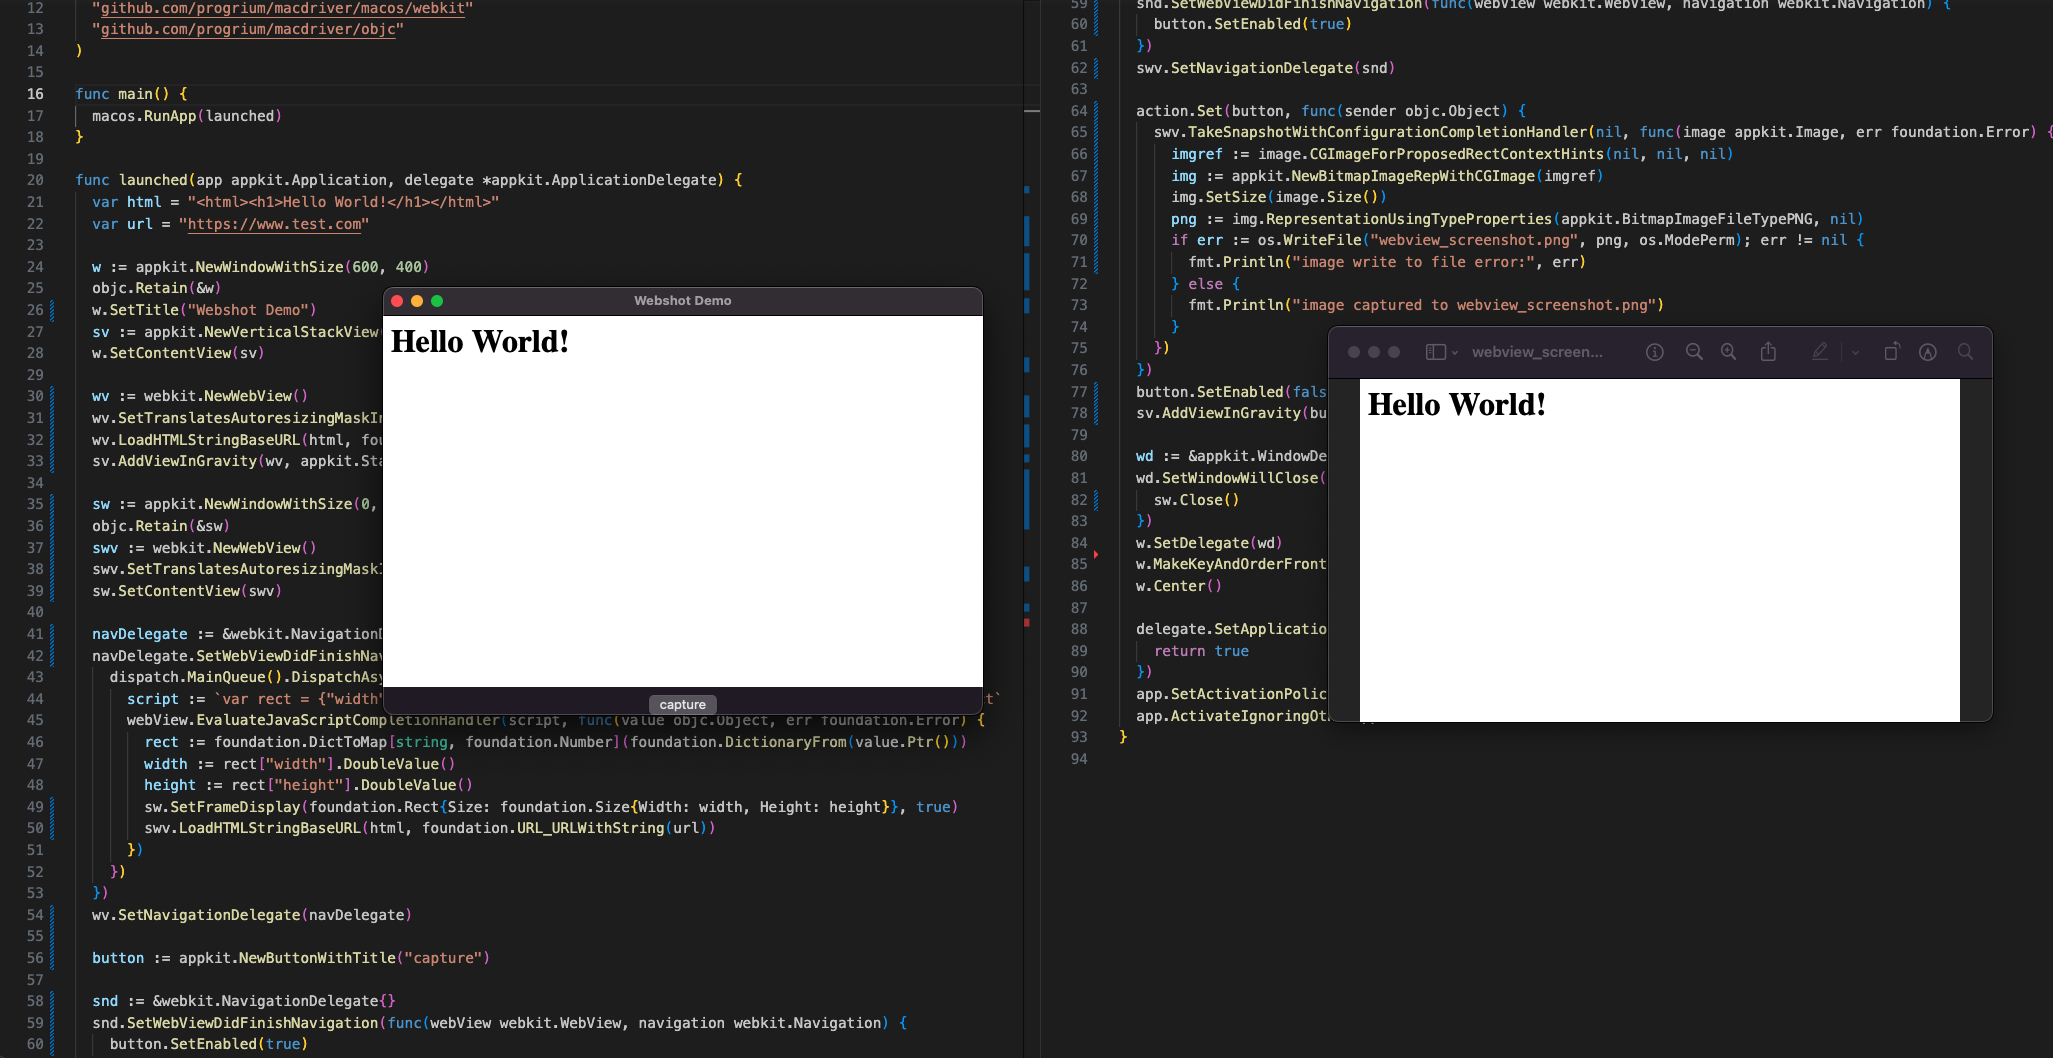 12 "github.com/progrium/macdriver/macos/webkit"
13 "github.com/progrium/macdriver/objc"
14 )
15
16 func main() {
17 macos.RunApp(launched)
18 }
19
20 func launched(app appkit.Application, delegate *appkit.ApplicationDelegate) {
21 var html = "<html><h1>Hello World!</h1></html>"
22 var url = "https://www.test.com"
23
24 w := appkit.NewWindowWithSize(600, 400)
25 objc.Retain(&w)
26 w.SetTitle("Webshot Demo")
27 sv := appkit.NewVerticalStackView
28 w.SetContentView(sv)
29
30 wv := webkit.NewWebView()
31 wv.SetTranslatesAutoresizingMaskI
32 wv.LoadHTMLStringBaseURL(html, fou
33 sv.AddViewInGravity(wv, appkit.Sta
34
35 sw := appkit.NewWindowWithSize(0,
36 objc.Retain(&sw)
37 swv := webkit.NewWebView()
38 swv.SetTranslatesAutoresizingMask
39 sw.SetContentView(swv)
40
41 navDelegate := &webkit.Navigation
42 navDelegate.SetWebViewDidFinishNav
43 dispatch.MainQueue().DispatchAsy
44 script := `var rect = {"width" t`
45 webView.EvaluateJavaScriptCompletionHandler(script, func(value objc.Object, err foundation.Error) {
46 rect := foundation.DictToMap[string, foundation.Number](foundation.DictionaryFrom(value.Ptr()))
47 width := rect["width"].DoubleValue()
48 height := rect["height"].DoubleValue()
49 sw.SetFrameDisplay(foundation.Rect{Size: foundation.Size{Width: width, Height: height}}, true)
50 swv.LoadHTMLStringBaseURL(html, foundation.URL_URLWithString(url))
51 })
52 })
53 })
54 wv.SetNavigationDelegate(navDelegate)
55
56 button := appkit.NewButtonWithTitle("capture")
57
58 snd := &webkit.NavigationDelegate{}
59 snd.SetWebViewDidFinishNavigation(func(webView webkit.WebView, navigation webkit.Navigation) {
60 button.SetEnabled(true)
Webshot Demo
Hello World!
capture
59 snd.SetWebViewDidFinishNavigation(func(webView webkit.WebView, navigation webkit.Navigation) {
60 button.SetEnabled(true)
61 })
62 swv.SetNavigationDelegate(snd)
63
64 action.Set(button, func(sender objc.Object) {
65 swv.TakeSnapshotWithConfigurationCompletionHandler(nil, func(image appkit.Image, err foundation.Error) {
66 imgref := image.CGImageForProposedRectContextHints(nil, nil, nil)
67 img := appkit.NewBitmapImageRepWithCGImage(imgref)
68 img.SetSize(image.Size())
69 png := img.RepresentationUsingTypeProperties(appkit.BitmapImageFileTypePNG, nil)
70 if err := os.WriteFile("webview_screenshot.png", png, os.ModePerm); err != nil {
71 fmt.Println("image write to file error:", err)
72 } else {
73 fmt.Println("image captured to webview_screenshot.png")
74 }
75 })
76 })
77 button.SetEnabled(fals
78 sv.AddViewInGravity(bu
79
80 wd := &appkit.WindowDe
81 wd.SetWindowWillClose(
82 sw.Close()
83 })
84 w.SetDelegate(wd)
85 w.MakeKeyAndOrderFront
86 w.Center()
87
88 delegate.SetApplicatio
89 return true
90 })
91 app.SetActivationPolic
92 app.ActivateIgnoringOt
93 }
94
webview_screen...
Hello World!